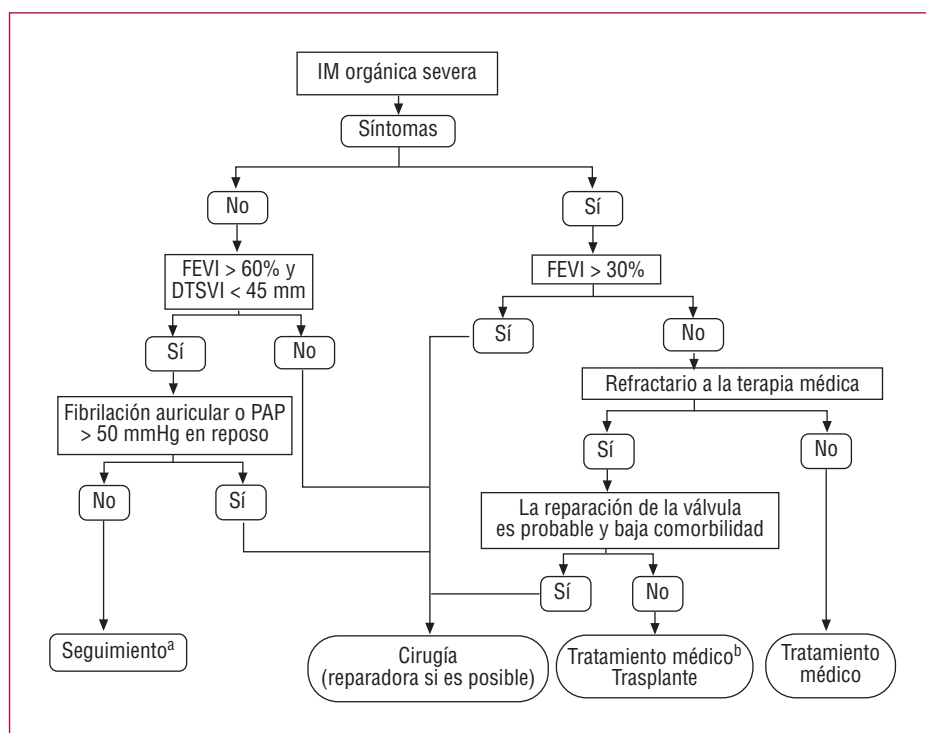 IM orgánica severa
Síntomas
No
Sí
FEVI > 60% y
DTSVI < 45 mm
FEVI > 30%
Sí
No
Sí
No
Fibrilación auricular o PAP
> 50 mmHg en reposo
Refractario a la terapia médica
No
Sí
Sí
No
La reparación de la válvula
es probable y baja comorbilidad
Sí
No
Seguimientoᵃ
Cirugía
(reparadora si es posible)
Tratamiento médicoᵇ
Trasplante
Tratamiento
médico